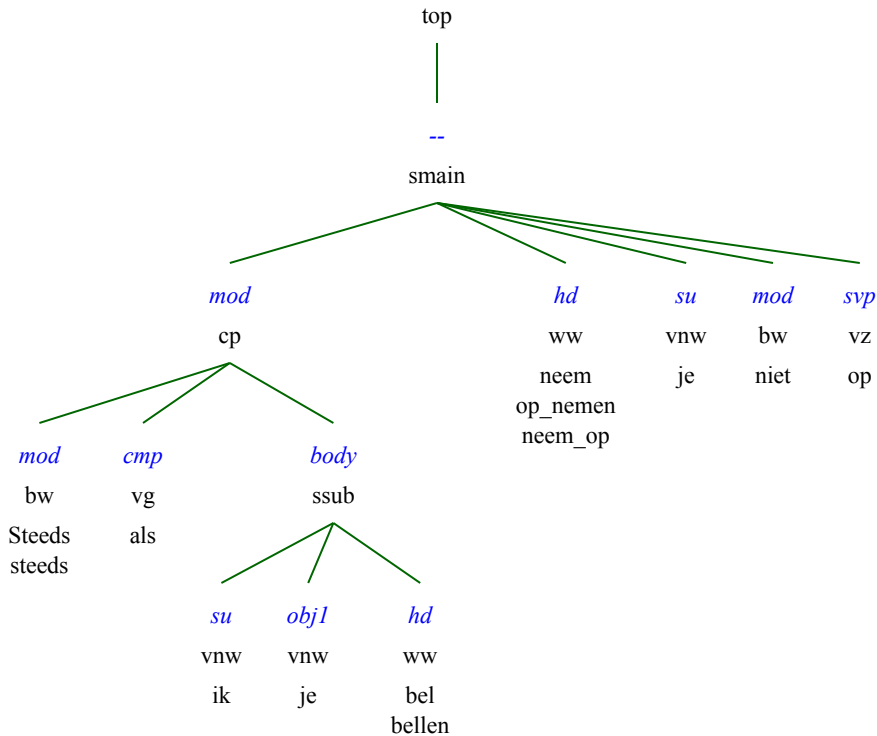 top
--
smain
mod hd su mod svp
cp ww vnw bw vz
neem je niet op
op_nemen
neem_op
mod cmp body
bw vg ssub
Steeds als
steeds
su obj1 hd
vnw vnw ww
ik je bel
bellen